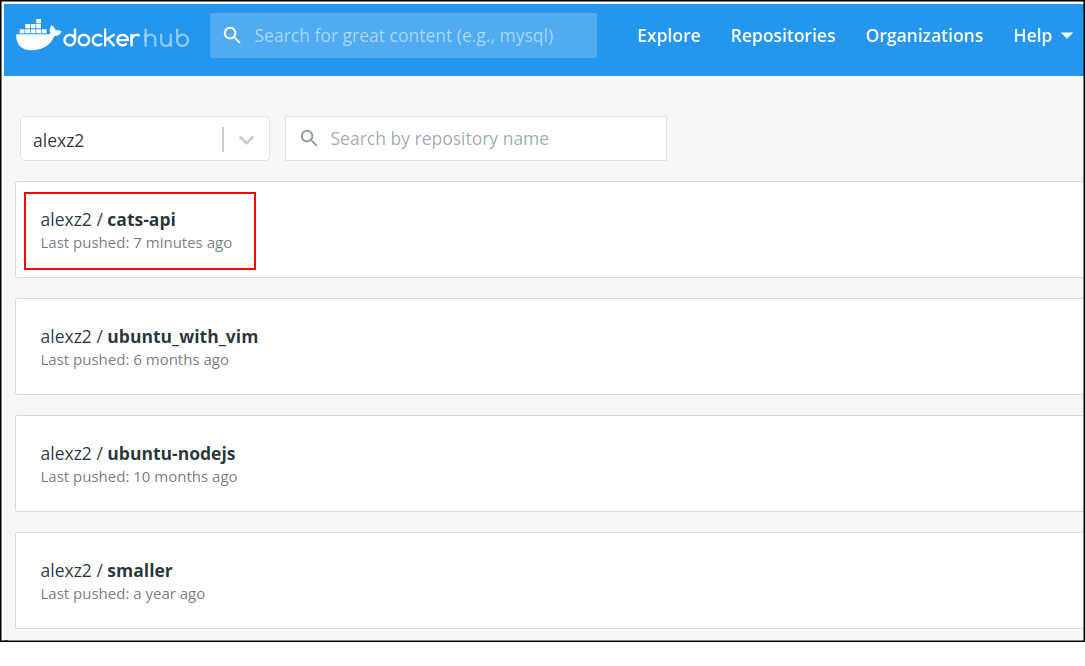 docker hub
Search for great content (e.g., mysql)
Explore
Repositories
Organizations
Help
alexz2
Search by repository name
alexz2 / cats-api
Last pushed: 7 minutes ago
alexz2 / ubuntu_with_vim
Last pushed: 6 months ago
alexz2 / ubuntu-nodejs
Last pushed: 10 months ago
alexz2 / smaller
Last pushed: a year ago